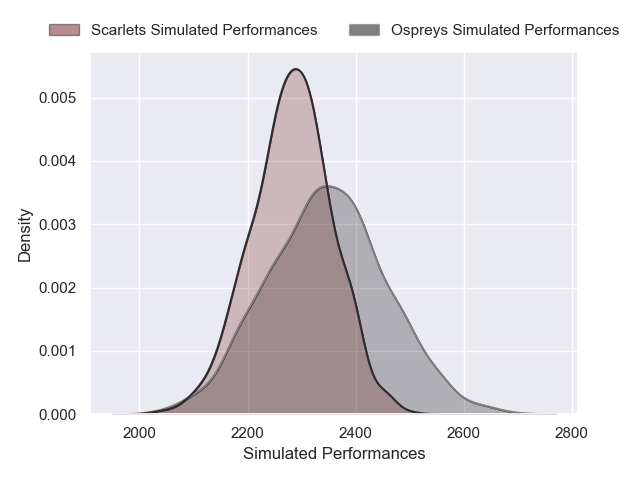 Scarlets Simulated Performances Ospreys Simulated Performances
0.005
0.004
0.003
0.002
0.001
0.000
Density
2000 2200 2400 2600 2800
Simulated Performances